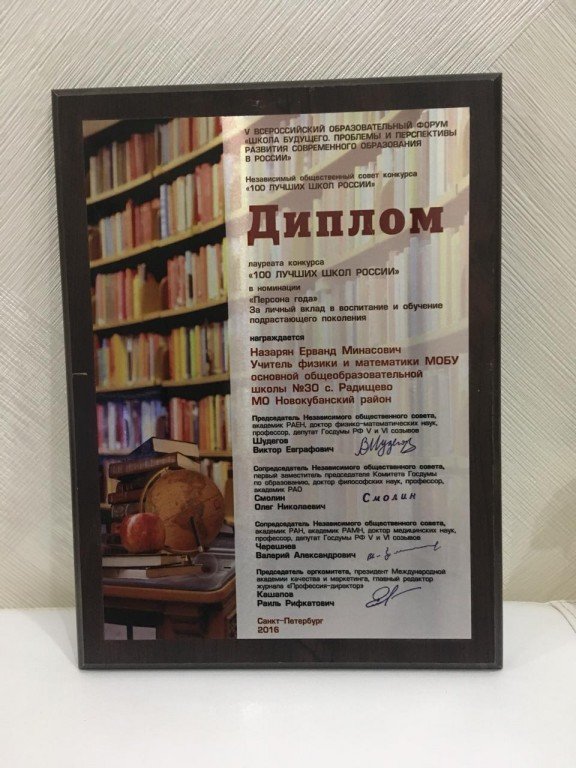 V ВСЕРОССИЙСКИЙ ОБРАЗОВАТЕЛЬНЫЙ ФОРУМ
«ШКОЛА БУДУЩЕГО. ПРОБЛЕМЫ И ПЕРСПЕКТИВЫ
РАЗВИТИЯ СОВРЕМЕННОГО ОБРАЗОВАНИЯ
В РОССИИ»
Независимый общественный совет конкурса
«100 ЛУЧШИХ ШКОЛ РОССИИ»
Диплом
лауреата конкурса
«100 ЛУЧШИХ ШКОЛ РОССИИ»
в номинации
«Персона года»
За личный вклад в воспитание и обучение
подрастающего поколения
награждается
Назарян Ерванд Минасович
Учитель физики и математики МОБУ
основной общеобразовательной
школы №30 с. Радищево
МО Новокубанский район
Председатель Независимого общественного совета,
академик РАЕН, доктор физико-математических наук,
профессор, депутат Госдумы РФ V и VI созывов
Шудегов
Виктор Евграфович
Сопредседатель Независимого общественного совета,
первый заместитель председателя Комитета Госдумы
по образованию, доктор философских наук, профессор,
академик РАО
Смолин
Олег Николаевич
Смолин
Сопредседатель Независимого общественного совета,
академик РАН, академик РАМН, доктор медицинских наук,
профессор, депутат Госдумы РФ V и VI созывов
Черешнев
Валерий Александрович
Председатель оргкомитета, президент Международной
академии качества и маркетинга, главный редактор
журнала «Профессия-директор»
Кашапов
Раиль Рифкатович
Санкт-Петербург
2016